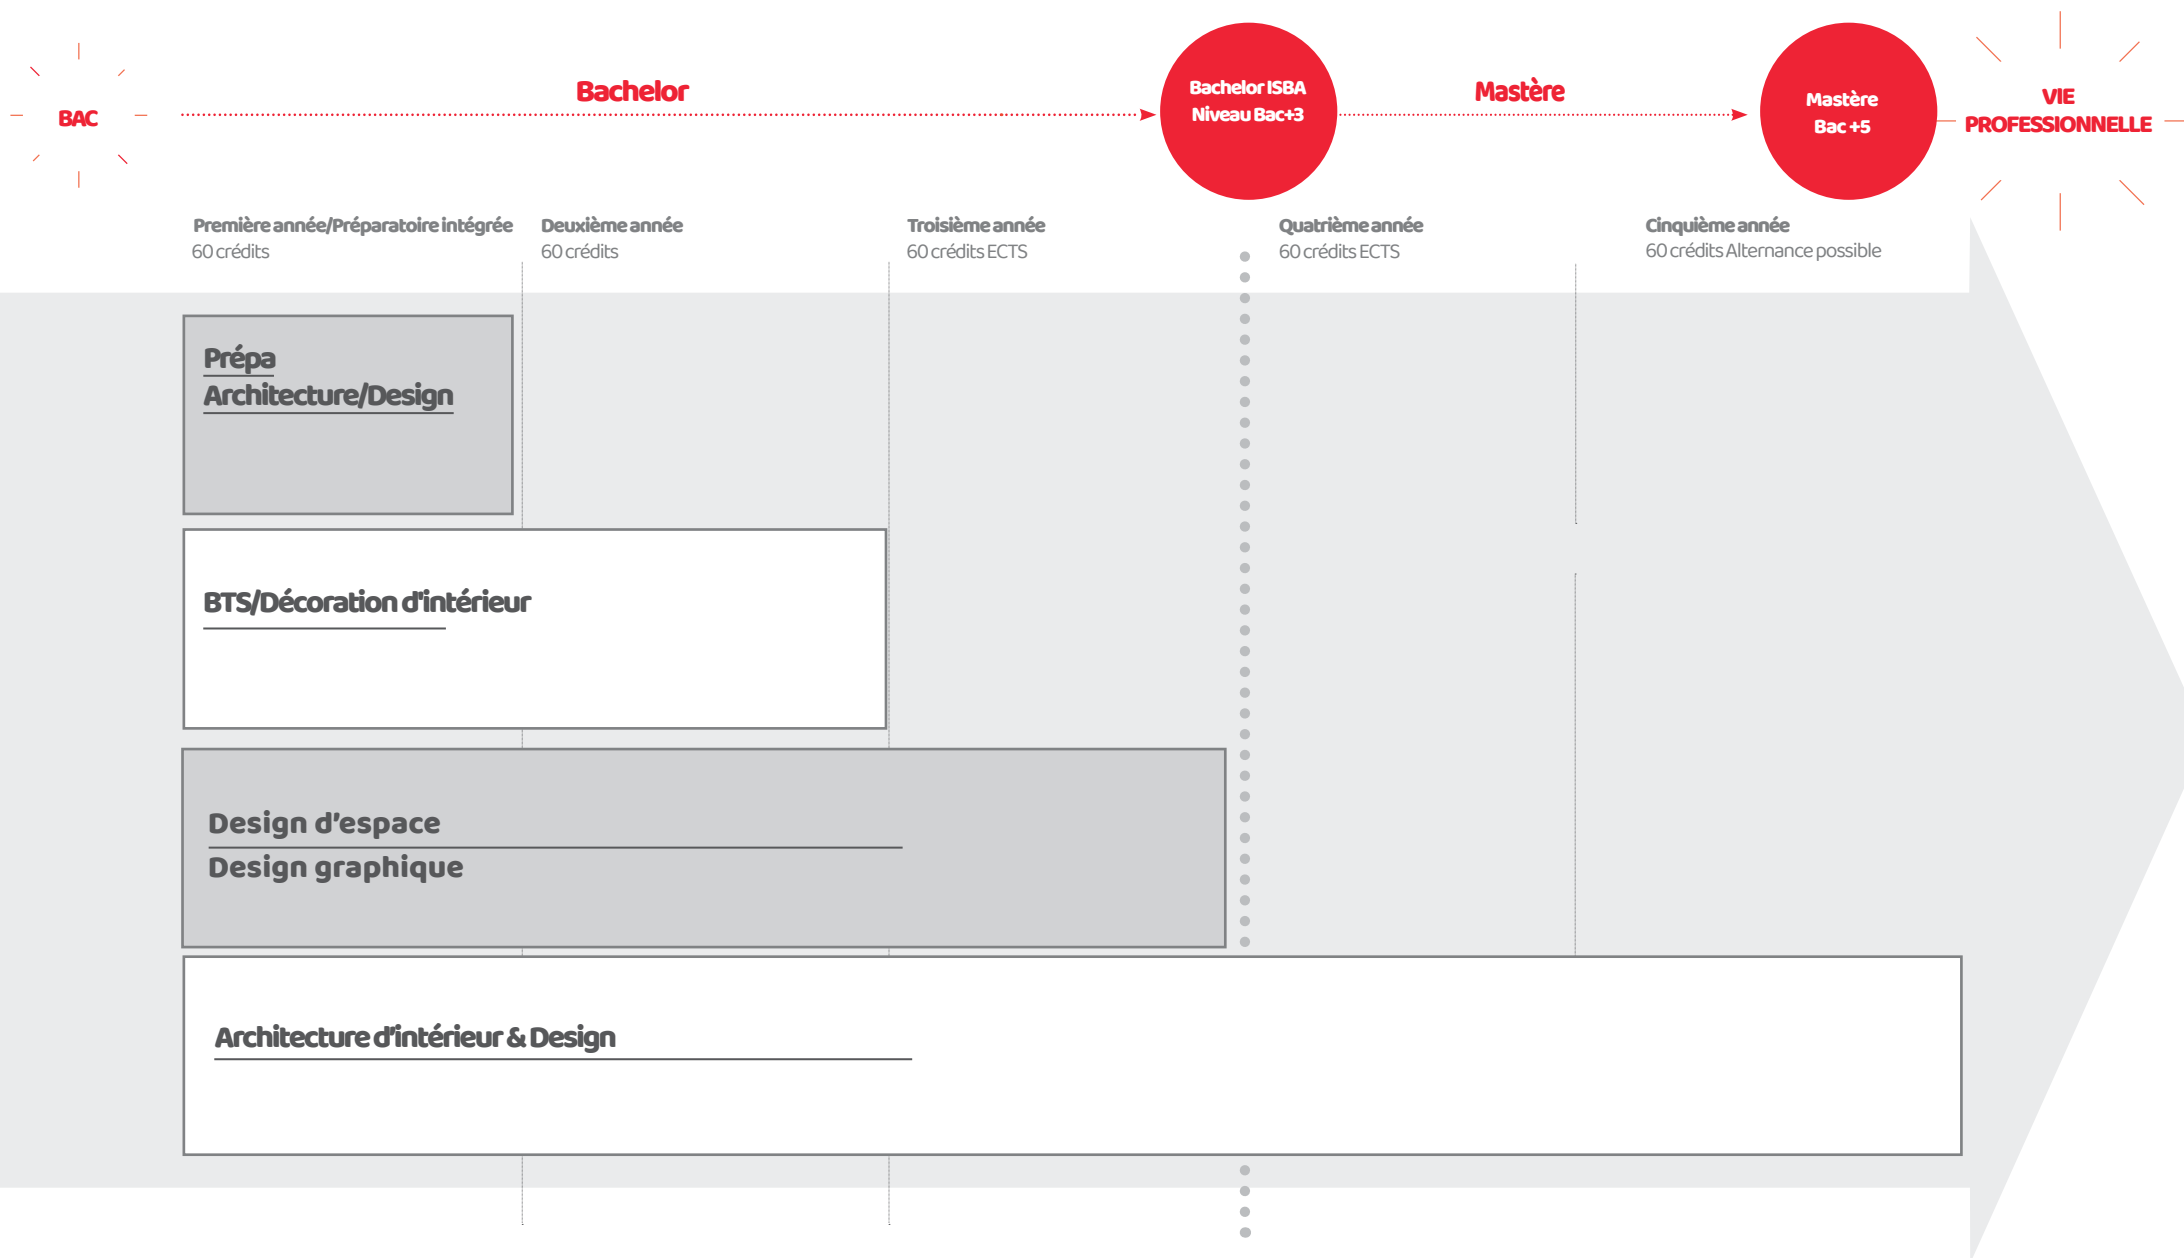 BAC
Bachelor
Bachelor ISBA
Niveau Bac+3
Mastère
Mastère
Bac +5
VIE
PROFESSIONNELLE
Première année/Préparatoire intégrée
60 crédits
Deuxième année
60 crédits
Troisième année
60 crédits ECTS
Quatrième année
60 crédits ECTS
Cinquième année
60 crédits Alternance possible
Prépa
Architecture/Design
BTS/Décoration d'intérieur
Design d'espace
Design graphique
Architecture d'intérieur & Design